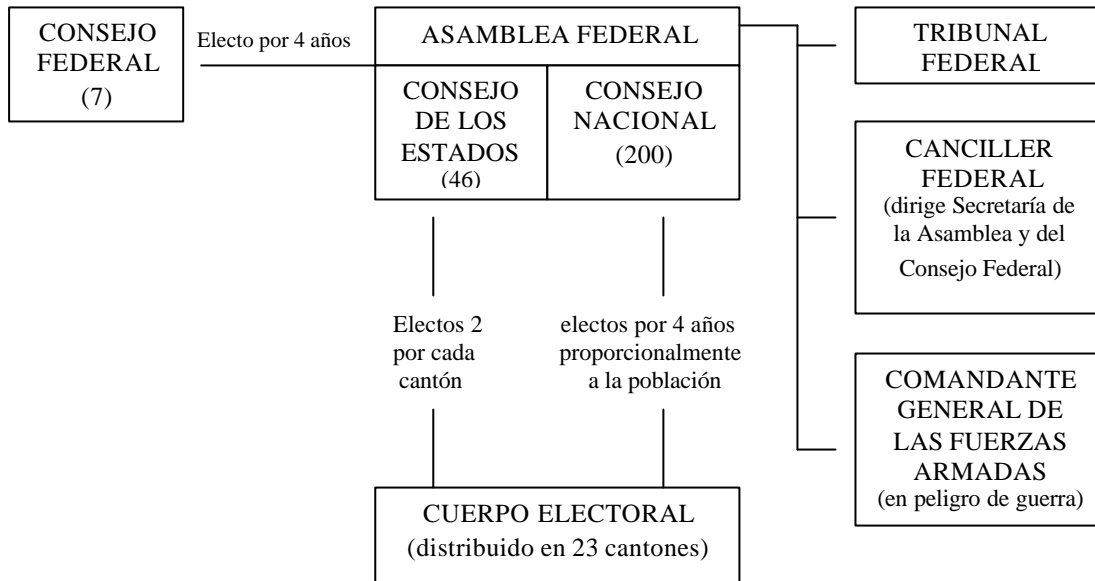 CONSEJO
FEDERAL
(7)
Electo por 4 años
ASAMBLEA FEDERAL
CONSEJO
DE LOS
ESTADOS
(46)
CONSEJO
NACIONAL
(200)
TRIBUNAL
FEDERAL
CANCILLER
FEDERAL
(dirige Secretaría de
la Asamblea y del
Consejo Federal)
Electos 2
por cada
cantón
electos por 4 años
proporcionalmente
a la población
COMANDANTE
GENERAL DE
LAS FUERZAS
ARMADAS
(en peligro de guerra)
CUERPO ELECTORAL
(distribuido en 23 cantones)